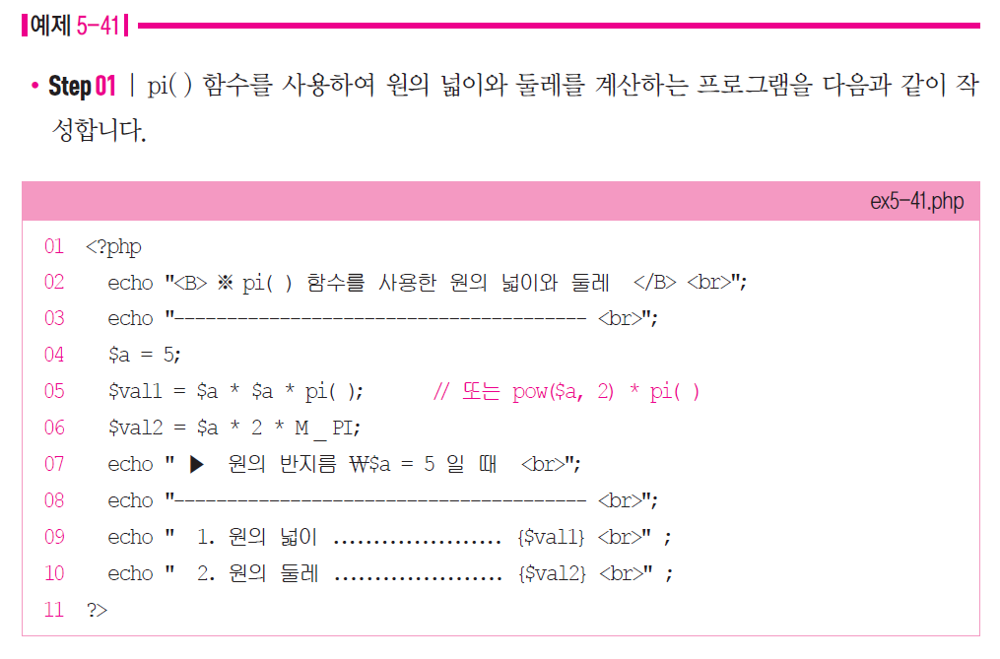 예제 5-41
• Step 01 | pi( ) 함수를 사용하여 원의 넓이와 둘레를 계산하는 프로그램을 다음과 같이 작
성합니다.
ex5-41.php
01 <?php
02 echo "<B> ※ pi( ) 함수를 사용한 원의 넓이와 둘레 </B> <br>";
03 echo "--------------------------------------- <br>";
04 $a = 5;
05 $val1 = $a * $a * pi( ); // 또는 pow($a, 2) * pi( )
06 $val2 = $a * 2 * M _ PI;
07 echo " ▶ 원의 반지름 ₩$a = 5 일 때 <br>";
08 echo "--------------------------------------- <br>";
09 echo " 1. 원의 넓이 ..................... {$val1} <br>" ;
10 echo " 2. 원의 둘레 ..................... {$val2} <br>" ;
11 ?>